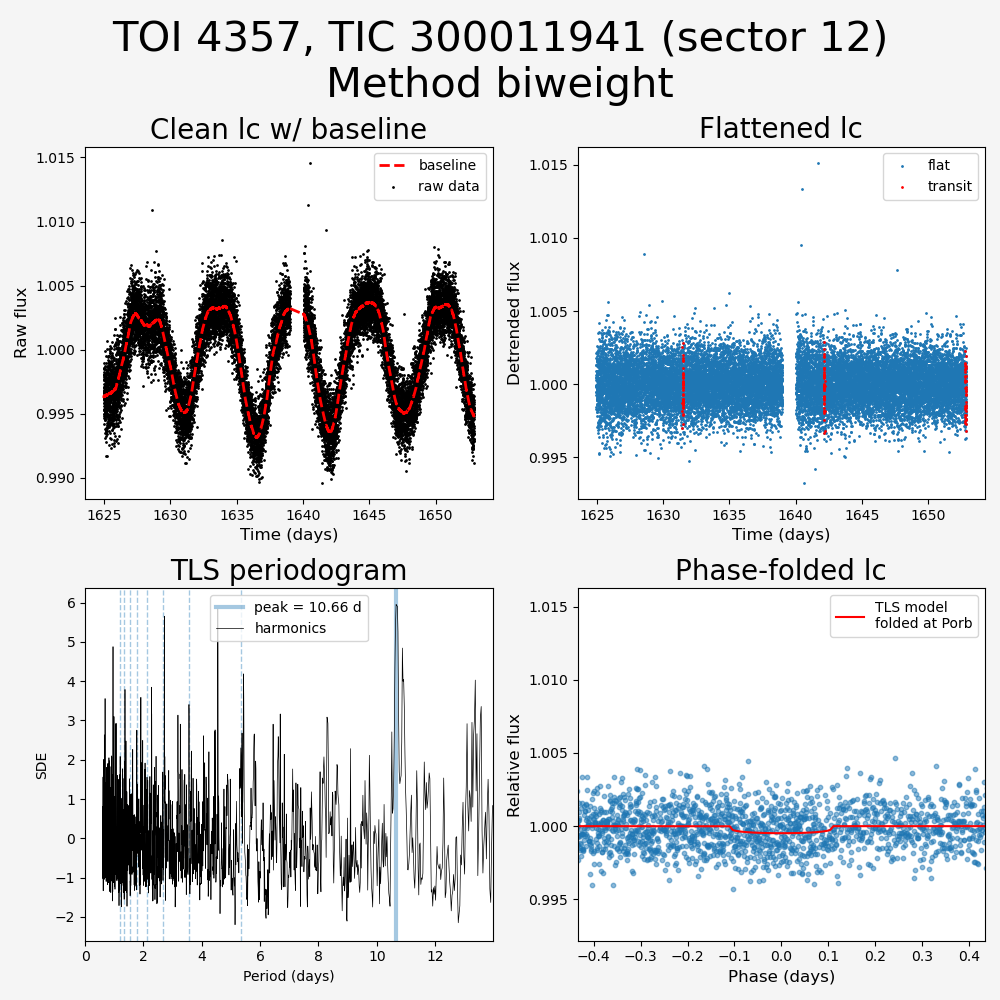 TOI 4357, TIC 300011941 (sector 12)
Method biweight
Clean lc w/ baseline
Raw flux
1.015
1.010
1.005
1.000
0.995
0.990
baseline
raw data
1625 1630 1635 1640 1645 1650
Time (days)
Flattened lc
Detrended flux
1.015
1.010
1.005
1.000
0.995
flat
transit
1625 1630 1635 1640 1645 1650
Time (days)
TLS periodogram
SDE
6
5
4
3
2
1
0
−1
−2
peak = 10.66 d
harmonics
0 2 4 6 8 10 12
Period (days)
Phase-folded lc
Relative flux
1.015
1.010
1.005
1.000
0.995
TLS model
folded at Porb
−0.4 −0.3 −0.2 −0.1 0.0 0.1 0.2 0.3 0.4
Phase (days)